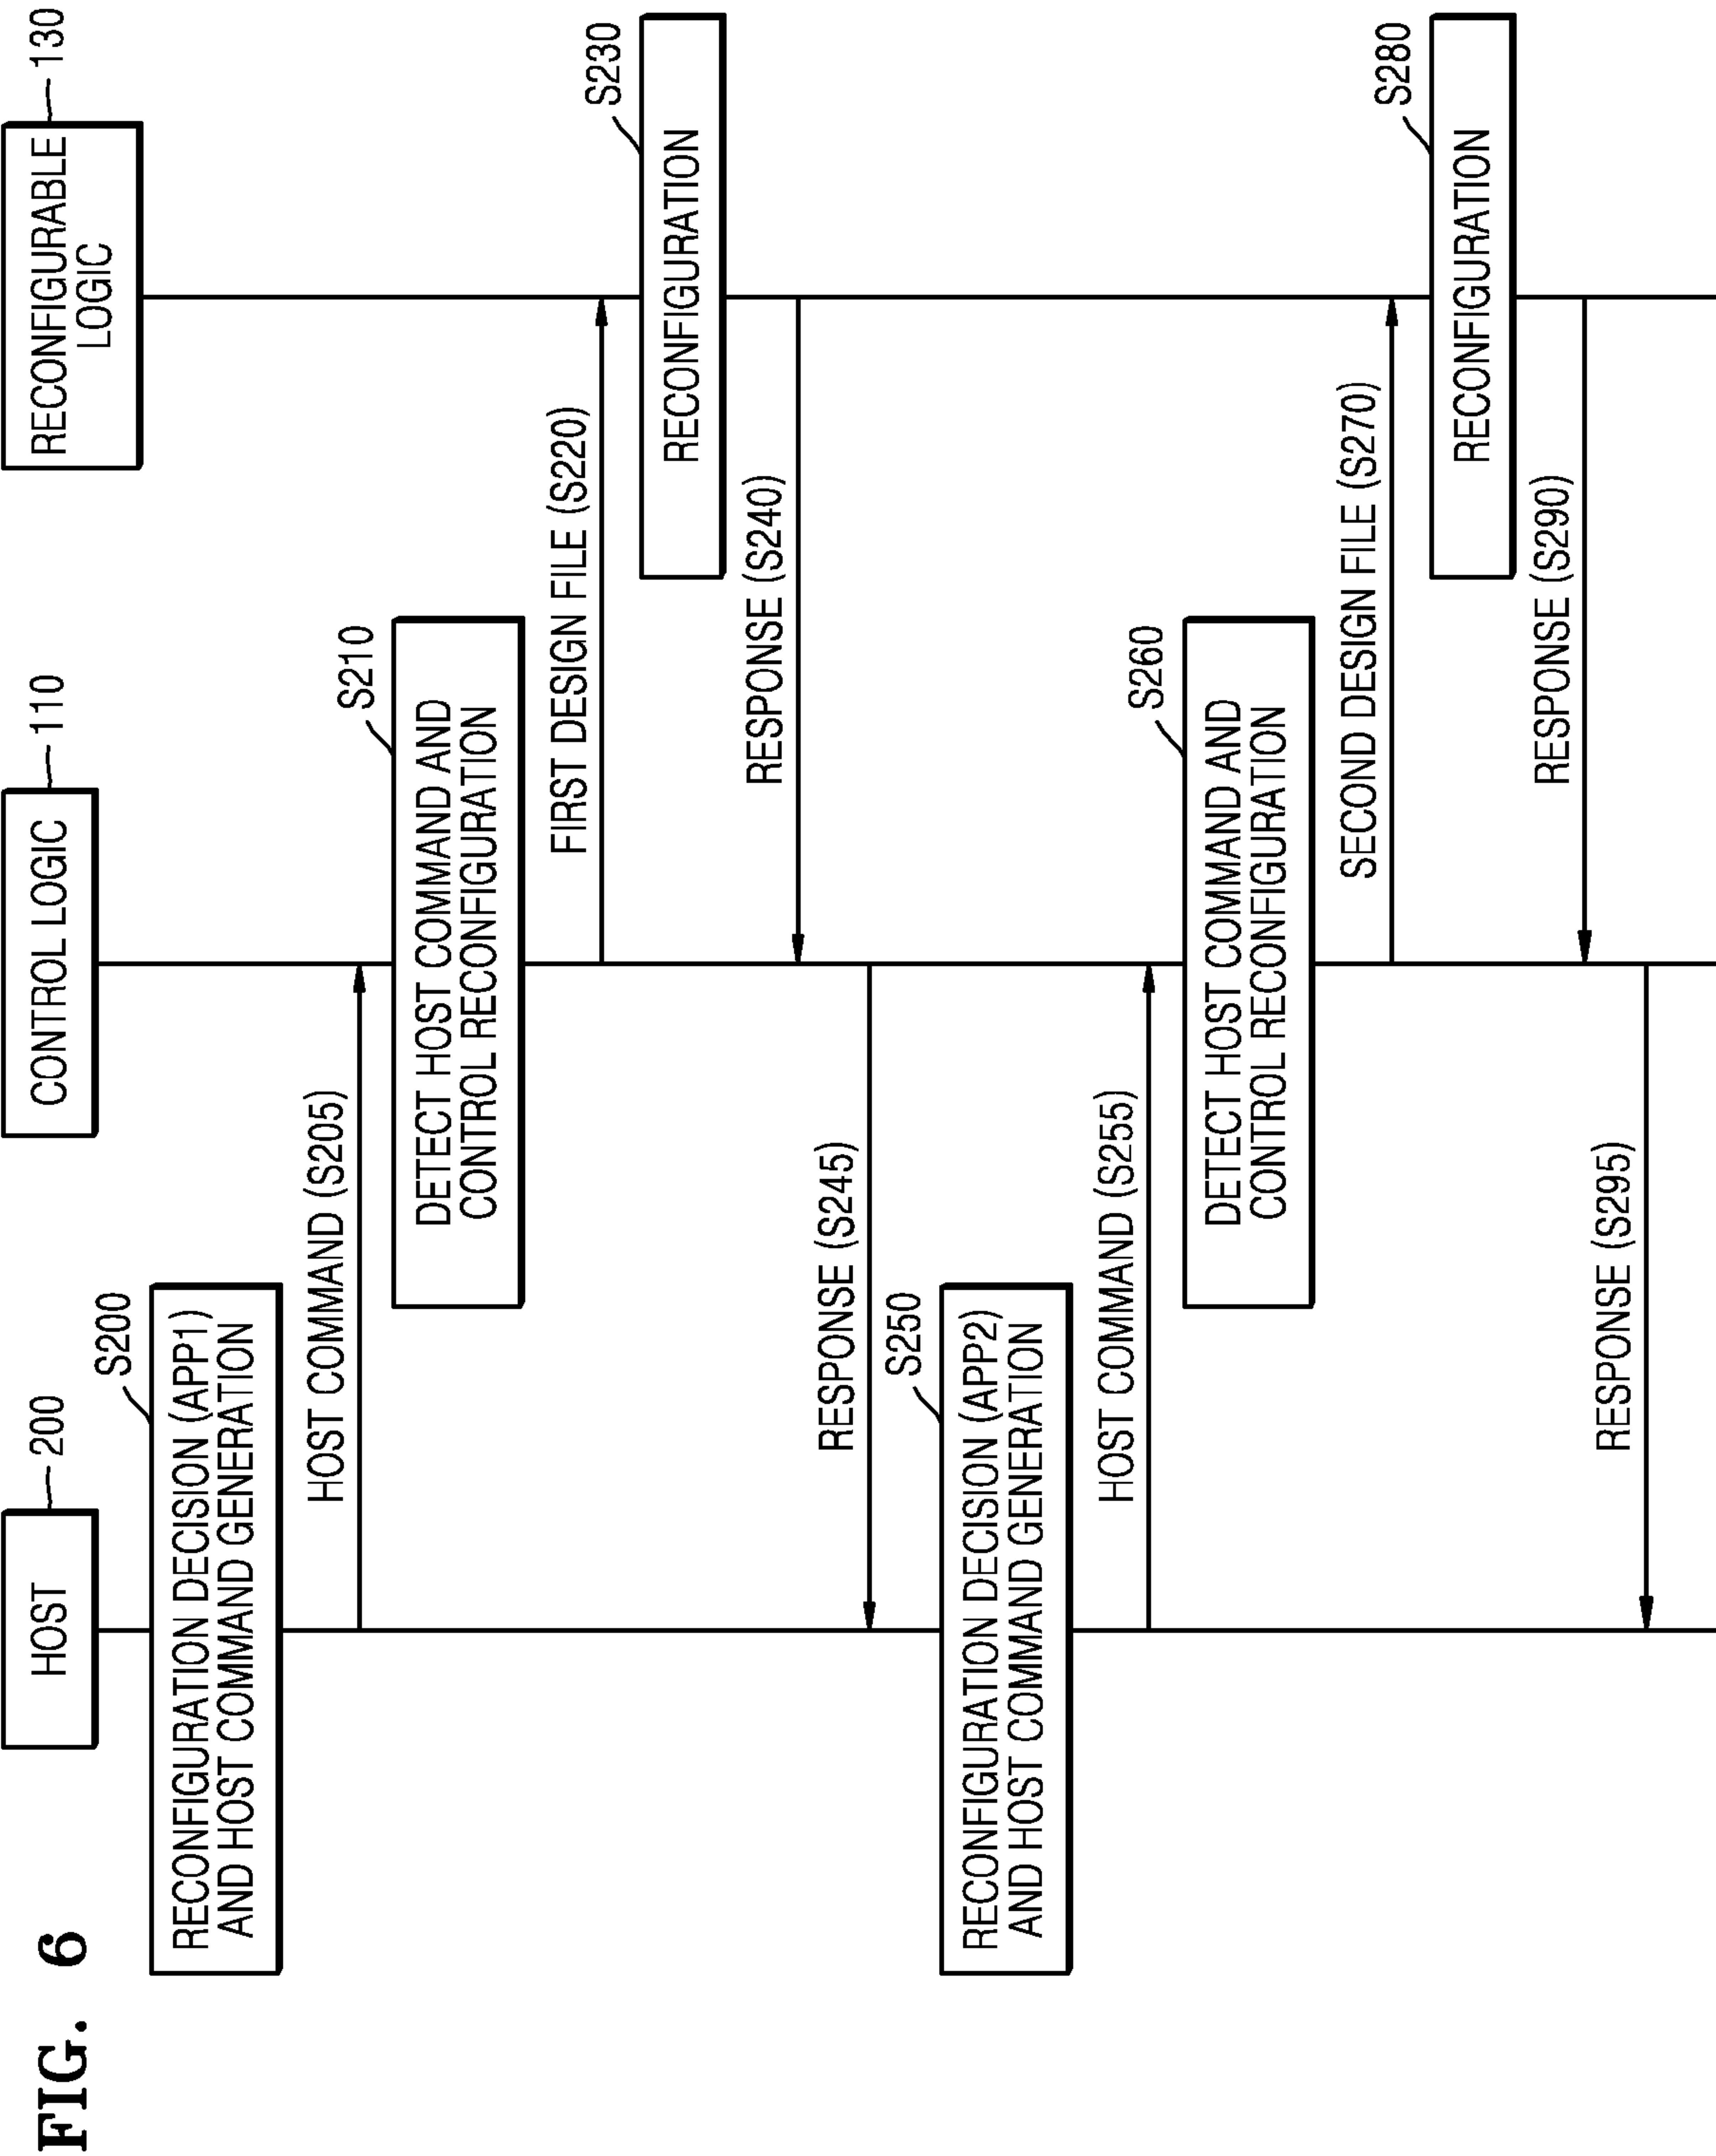 FIG. 6
HOST
200
CONTROL LOGIC
110
RECONFIGURABLE
LOGIC
130
S200
RECONFIGURATION DECISION (APP1)
AND HOST COMMAND GENERATION
HOST COMMAND (S205)
S210
DETECT HOST COMMAND AND
CONTROL RECONFIGURATION
FIRST DESIGN FILE (S220)
S230
RECONFIGURATION
RESPONSE (S240)
RESPONSE (S245)
S250
RECONFIGURATION DECISION (APP2)
AND HOST COMMAND GENERATION
HOST COMMAND (S255)
S260
DETECT HOST COMMAND AND
CONTROL RECONFIGURATION
SECOND DESIGN FILE (S270)
S280
RECONFIGURATION
RESPONSE (S290)
RESPONSE (S295)